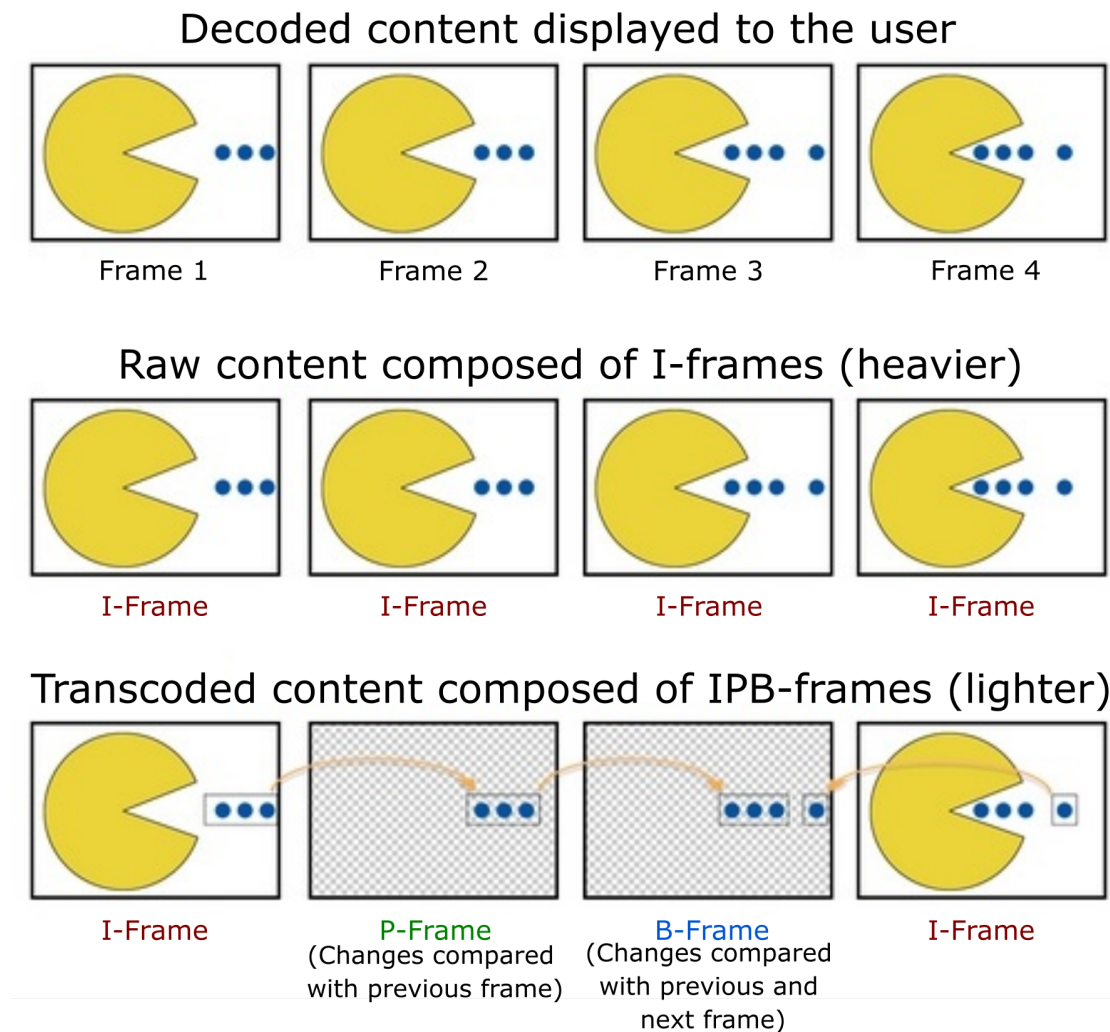 Decoded content displayed to the user
Frame 1
Frame 2
Frame 3
Frame 4
Raw content composed of I-frames (heavier)
I-Frame
I-Frame
I-Frame
I-Frame
Transcoded content composed of IPB-frames (lighter)
I-Frame
P-Frame
(Changes compared
with previous frame)
B-Frame
(Changes compared
with previous and
next frame)
I-Frame